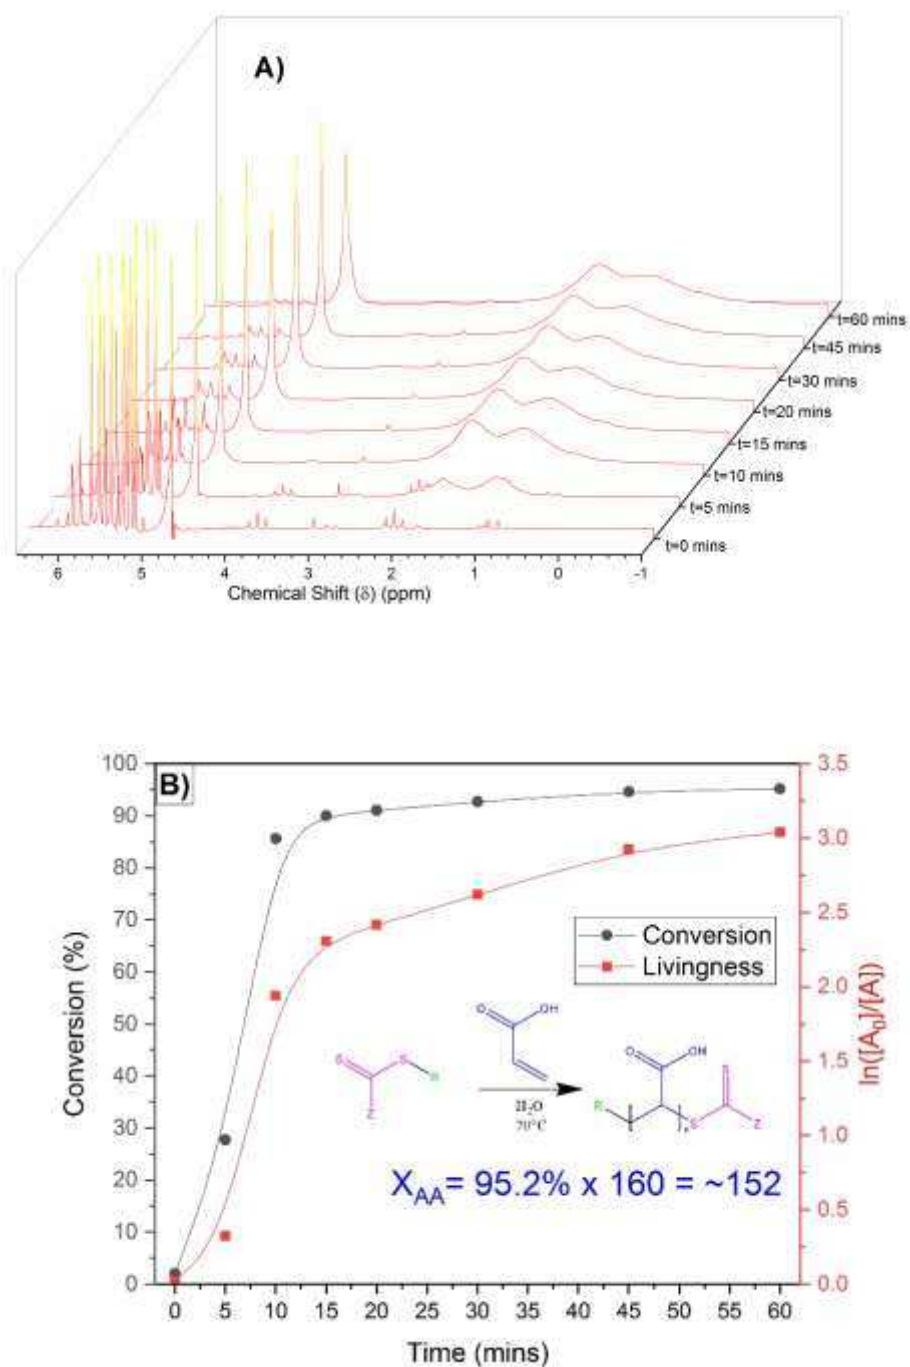 A)
t=60 mins
t=45 mins
t=30 mins
t=20 mins
t=15 mins
t=10 mins
t=5 mins
t=0 mins
6 5 4 3 2 1 0 -1
Chemical Shift (δ) (ppm)
B)
100
90
80
70
60
50
40
30
20
10
0
Conversion (%)
3.5
3.0
2.5
2.0
1.5
1.0
0.5
0.0
ln([A₀]/[A])
Conversion
Livingness
O OH
S S R
Z
H₂O
70°C
O OH
R S S Z
X_AA = 95.2% x 160 = ~152
0 5 10 15 20 25 30 35 40 45 50 55 60
Time (mins)